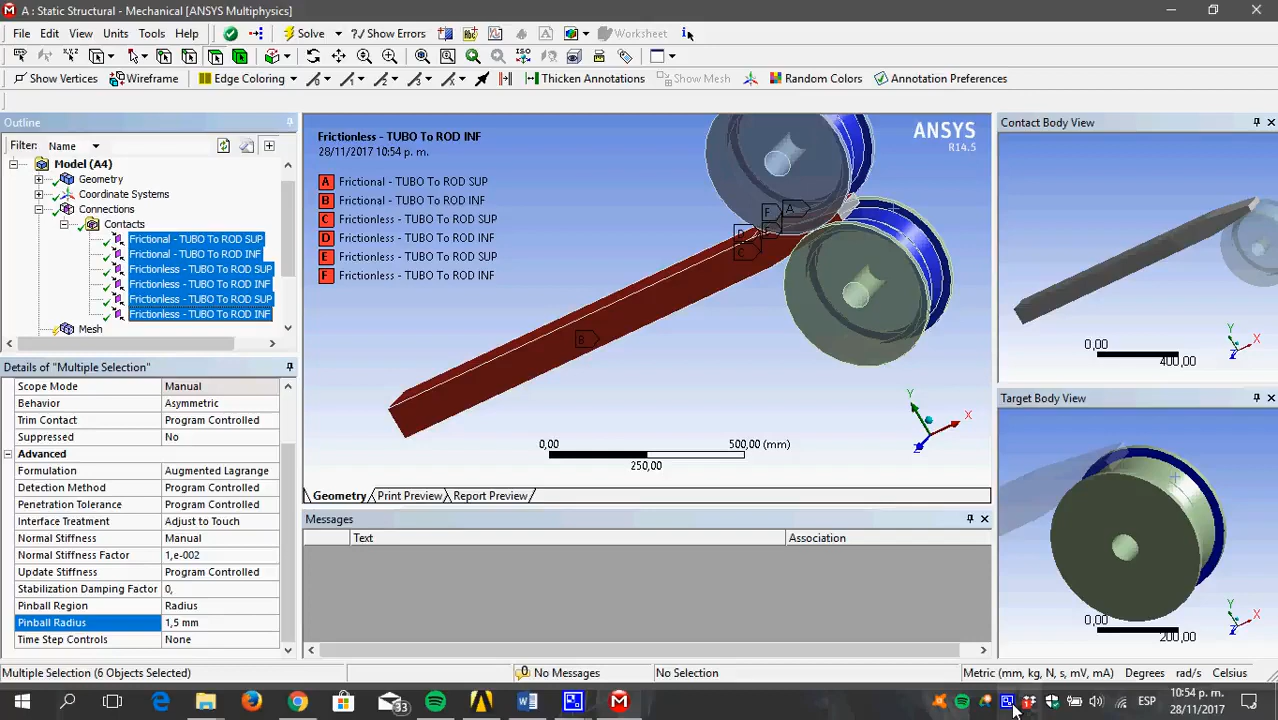 A : Static Structural - Mechanical [ANSYS Multiphysics]
File Edit View Units Tools Help Solve Show Errors Worksheet i
Show Vertices Wireframe Edge Coloring Thicken Annotations Show Mesh Random Colors Annotation Preferences
Outline
Filter: Name
Model (A4)
Geometry
Coordinate Systems
Connections
Contacts
Frictional - TUBO To ROD SUP
Frictional - TUBO To ROD INF
Frictionless - TUBO To ROD SUP
Frictionless - TUBO To ROD INF
Frictionless - TUBO To ROD SUP
Frictionless - TUBO To ROD INF
Mesh
Details of "Multiple Selection"
Scope Mode Manual
Behavior Asymmetric
Trim Contact Program Controlled
Suppressed No
Advanced
Formulation Augmented Lagrange
Detection Method Program Controlled
Penetration Tolerance Program Controlled
Interface Treatment Adjust to Touch
Normal Stiffness Manual
Normal Stiffness Factor 1,e-002
Update Stiffness Program Controlled
Stabilization Damping Factor 0,
Pinball Region Radius
Pinball Radius 1,5 mm
Time Step Controls None
Frictionless - TUBO To ROD INF
28/11/2017 10:54 p. m.
A Frictional - TUBO To ROD SUP
B Frictional - TUBO To ROD INF
C Frictionless - TUBO To ROD SUP
D Frictionless - TUBO To ROD INF
E Frictionless - TUBO To ROD SUP
F Frictionless - TUBO To ROD INF
ANSYS
R14.5
F A
C
B
Y
X
Z
0,00 500,00 (mm)
250,00
Geometry Print Preview Report Preview
Messages
Text Association
Contact Body View
Y
X
Z
0,00
400,00
Target Body View
Y
X
Z
0,00
200,00
Multiple Selection (6 Objects Selected) No Messages No Selection Metric (mm, kg, N, s, mV, mA) Degrees rad/s Celsius
33
ESP
10:54 p. m.
28/11/2017